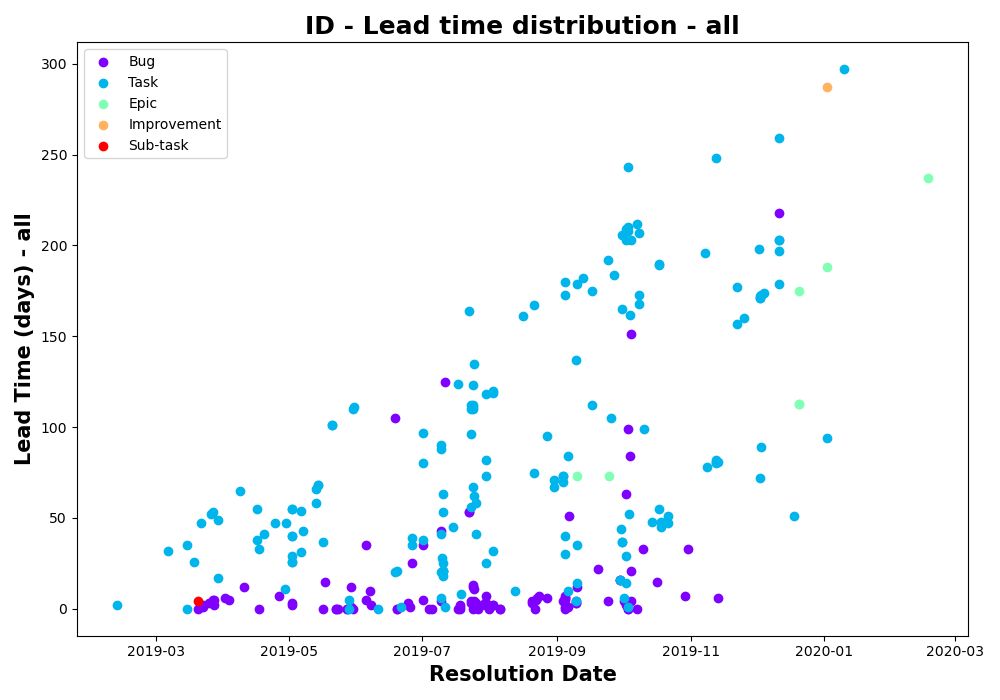 ID - Lead time distribution - all
Bug
Task
Epic
Improvement
Sub-task
Lead Time (days) - all
300
250
200
150
100
50
0
2019-03
2019-05
2019-07
2019-09
2019-11
2020-01
2020-03
Resolution Date